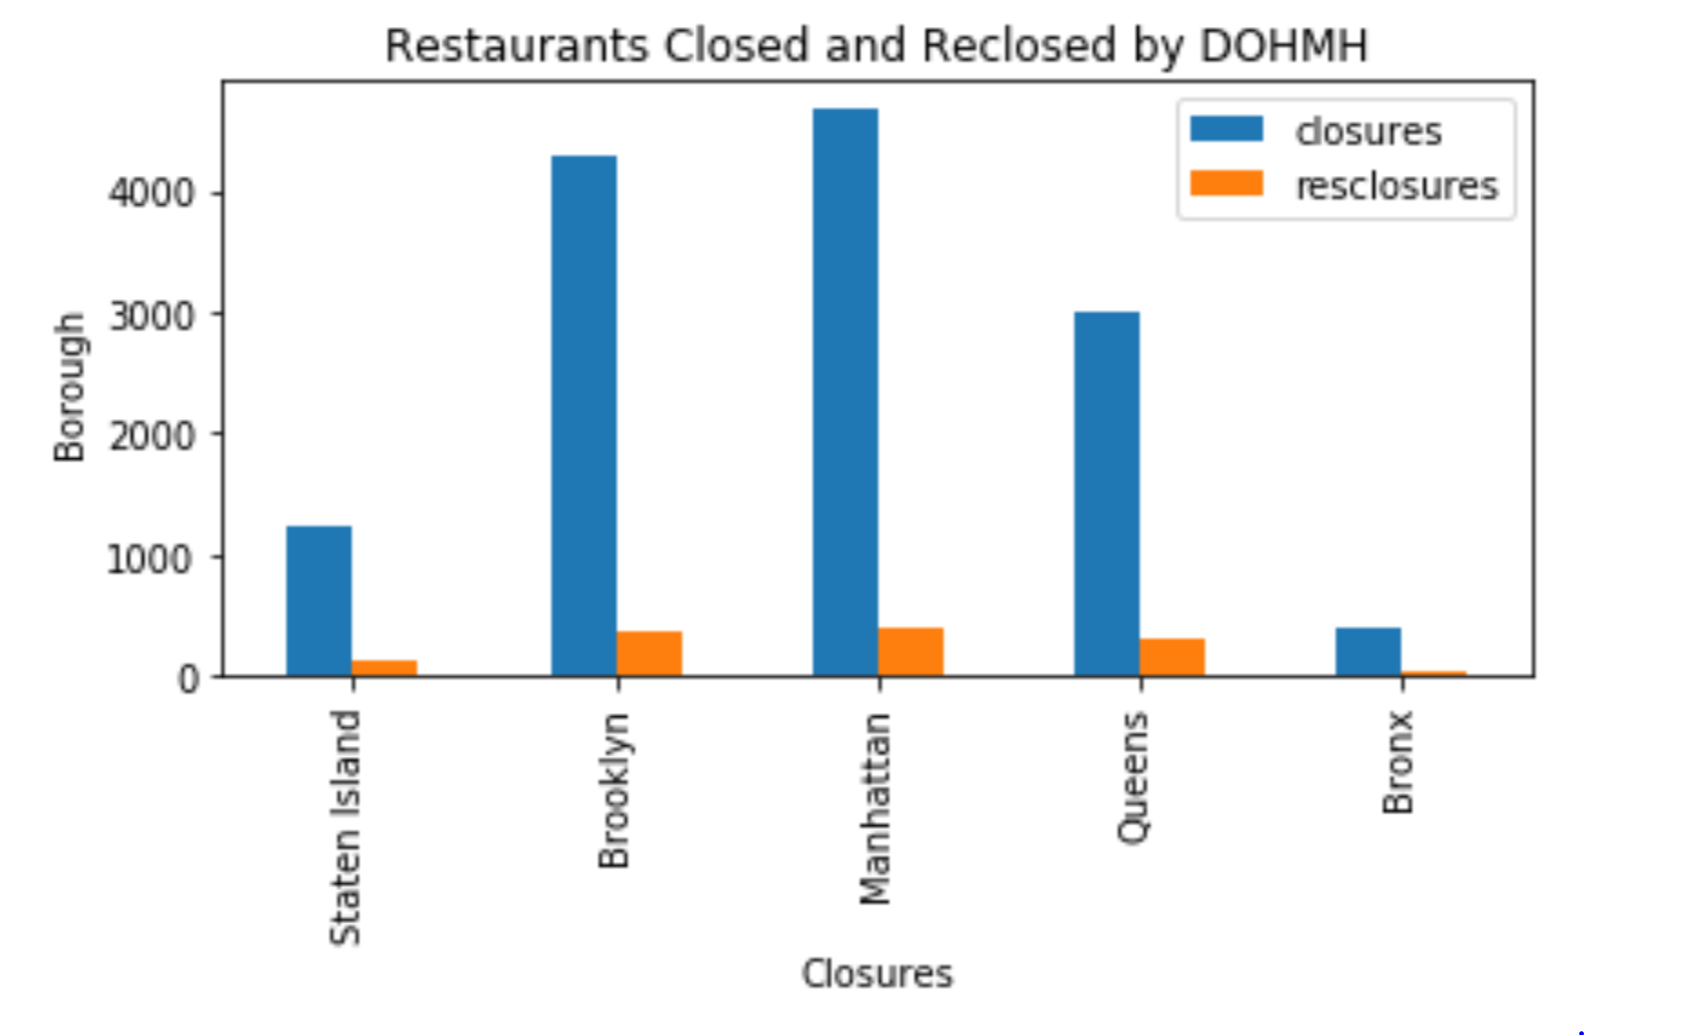 Restaurants Closed and Reclosed by DOHMH
closures
resclosures
4000
3000
2000
1000
0
Borough
Staten Island
Brooklyn
Manhattan
Queens
Bronx
Closures